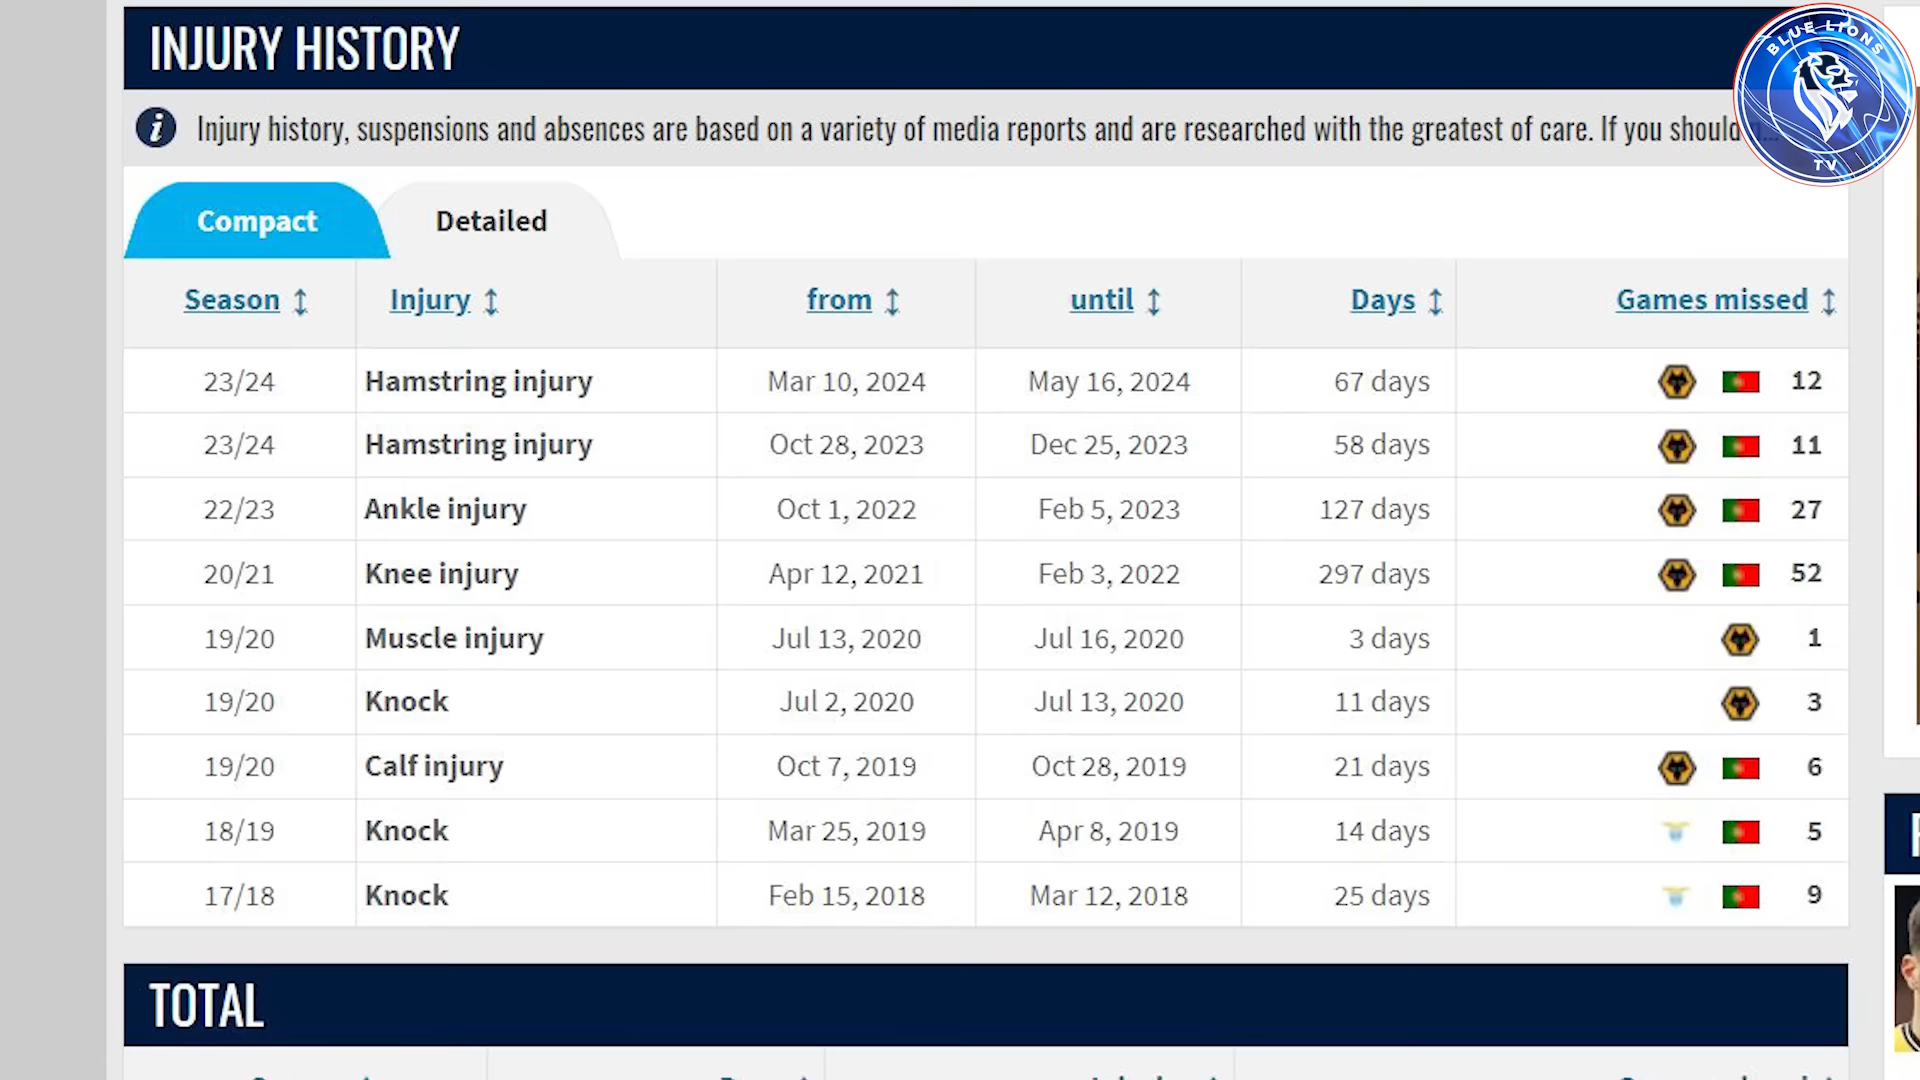 INJURY HISTORY
BLUE LIONS
TV
Injury history, suspensions and absences are based on a variety of media reports and are researched with the greatest of care. If you should
Compact
Detailed
Season Injury from until Days Games missed
23/24 Hamstring injury Mar 10, 2024 May 16, 2024 67 days 12
23/24 Hamstring injury Oct 28, 2023 Dec 25, 2023 58 days 11
22/23 Ankle injury Oct 1, 2022 Feb 5, 2023 127 days 27
20/21 Knee injury Apr 12, 2021 Feb 3, 2022 297 days 52
19/20 Muscle injury Jul 13, 2020 Jul 16, 2020 3 days 1
19/20 Knock Jul 2, 2020 Jul 13, 2020 11 days 3
19/20 Calf injury Oct 7, 2019 Oct 28, 2019 21 days 6
18/19 Knock Mar 25, 2019 Apr 8, 2019 14 days 5
17/18 Knock Feb 15, 2018 Mar 12, 2018 25 days 9
TOTAL